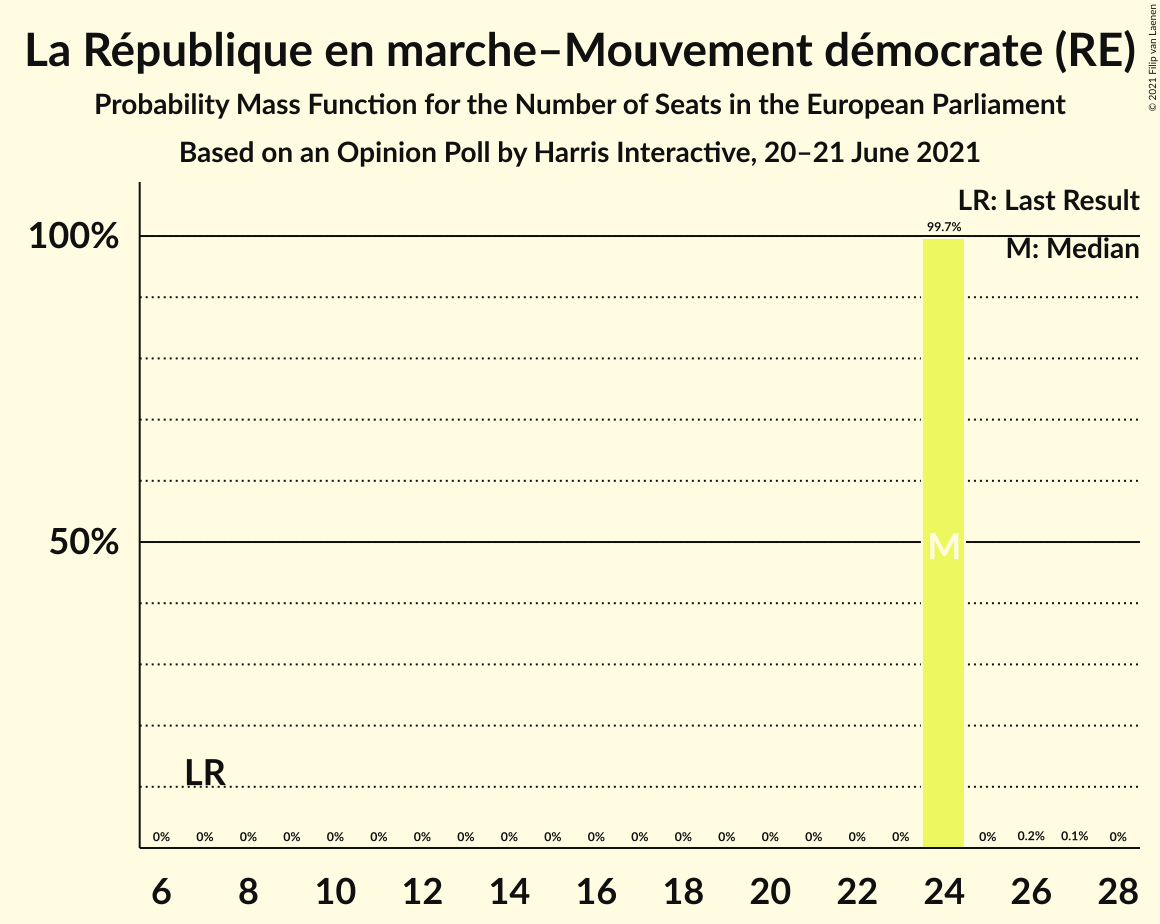 La République en marche–Mouvement démocrate (RE)
Probability Mass Function for the Number of Seats in the European Parliament
Based on an Opinion Poll by Harris Interactive, 20–21 June 2021
© 2021 Filip van Laenen
LR: Last Result
M: Median
100%
50%
99.7%
M
LR
0% 0% 0% 0% 0% 0% 0% 0% 0% 0% 0% 0% 0% 0% 0% 0% 0% 0% 0% 0.2% 0.1% 0%
6 8 10 12 14 16 18 20 22 24 26 28